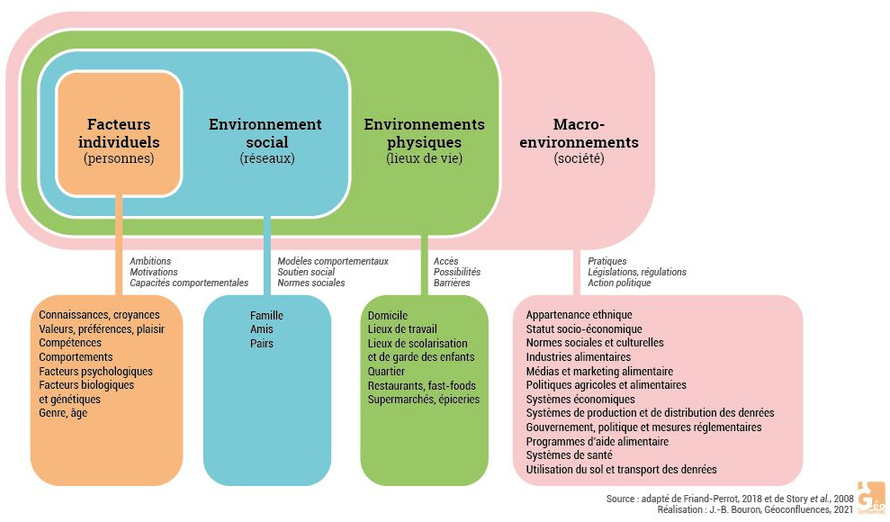 Facteurs
individuels
(personnes)
Environnement
social
(réseaux)
Environnements
physiques
(lieux de vie)
Macro-
environnements
(société)
Ambitions
Motivations
Capacités comportementales
Modèles comportementaux
Soutien social
Normes sociales
Accès
Possibilités
Barrières
Pratiques
Législations, régulations
Action politique
Connaissances, croyances
Valeurs, préférences, plaisir
Compétences
Comportements
Facteurs psychologiques
Facteurs biologiques
et génétiques
Genre, âge
Famille
Amis
Pairs
Domicile
Lieux de travail
Lieux de scolarisation
et de garde des enfants
Quartier
Restaurants, fast-foods
Supermarchés, épiceries
Appartenance ethnique
Statut socio-économique
Normes sociales et culturelles
Industries alimentaires
Médias et marketing alimentaire
Politiques agricoles et alimentaires
Systèmes économiques
Systèmes de production et de distribution des denrées
Gouvernement, politique et mesures réglementaires
Programmes d'aide alimentaire
Systèmes de santé
Utilisation du sol et transport des denrées
Source : adapté de Friand-Perrot, 2018 et de Story et al., 2008
Réalisation : J.-B. Bouron, Géoconfluences, 2021
Géo
confluences